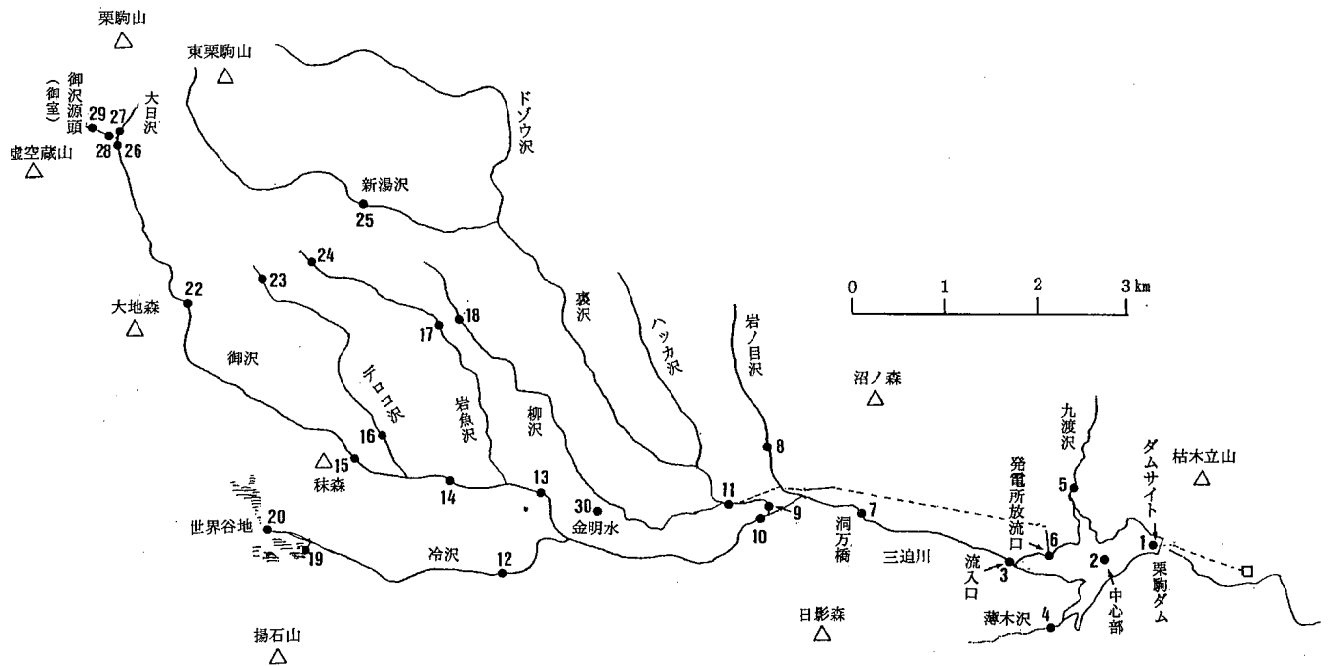 栗駒山
東栗駒山
御沢源頭
（御室）
29
27
大日沢
28
26
虚空蔵山
ドゾウ沢
新湯沢
25
24
23
22
大地森
18
17
裏沢
ハッカ沢
岩ノ目沢
0 1 2 3 km
御沢
テロコ沢
岩魚沢
柳沢
沼ノ森
九渡沢
ダムサイト
枯木立山
16
15
秣森
14
13
30
金明水
8
11
9
10
発電所放流口
5
世界谷地
20
19
冷沢
12
洞万橋
7
三迫川
流入口
3
6
2
中心部
1
栗駒ダム
薄木沢
4
日影森
揚石山